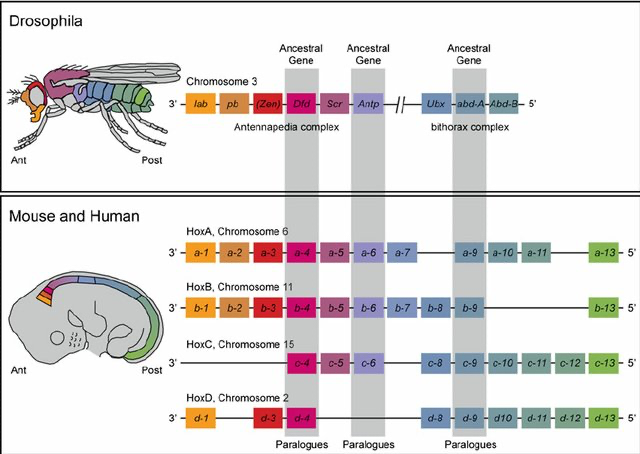 Drosophila
Ancestral Gene Ancestral Gene Ancestral Gene
Chromosome 3
3' lab pb (Zen) Dfd Scr Antp // Ubx abd-A Abd-B 5'
Antennapedia complex bithorax complex
Ant Post
Mouse and Human
HoxA, Chromosome 6
3' a-1 a-2 a-3 a-4 a-5 a-6 a-7 a-9 a-10 a-11 a-13 5'
HoxB, Chromosome 11
3' b-1 b-2 b-3 b-4 b-5 b-6 b-7 b-8 b-9 b-13 5'
HoxC, Chromosome 15
3' c-4 c-5 c-6 c-8 c-9 c-10 c-11 c-12 c-13 5'
Ant Post
HoxD, Chromosome 2
3' d-1 d-3 d-4 d-8 d-9 d10 d-11 d-12 d-13 5'
Paralogues Paralogues Paralogues